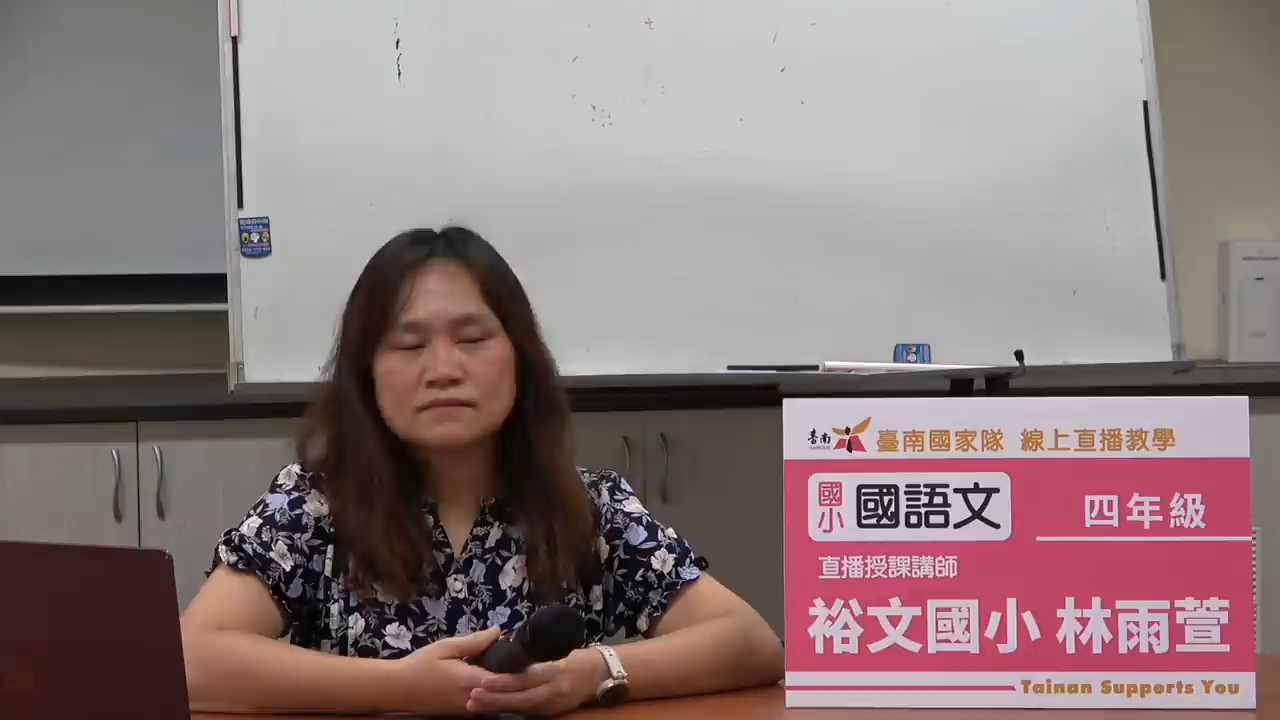 臺南
臺南國家隊 線上直播教學
國小 國語文
四年級
直播授課講師
裕文國小 林雨萱
Tainan Supports You